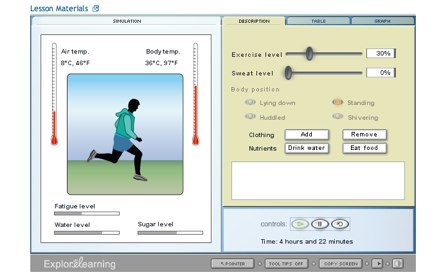 Lesson Materials
SIMULATION
DESCRIPTION
TABLE
GRAPH
Air temp.
8°C, 46°F
Body temp.
36°C, 97°F
Fatigue level
Water level
Sugar level
Exercise level
30%
Sweat level
0%
Body position
Lying down
Standing
Huddled
Shivering
Clothing
Add
Remove
Nutrients
Drink water
Eat food
controls:
Time: 4 hours and 22 minutes
ExploreLearning
POINTER
TOOL TIPS OFF
COPY SCREEN